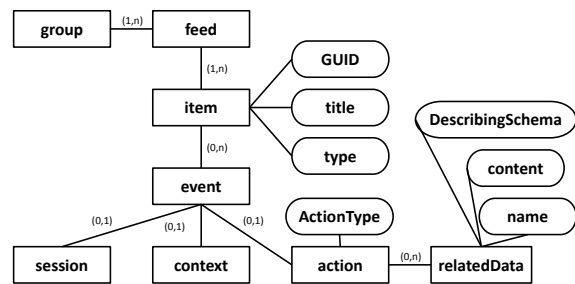 group
(1,n)
feed
(1,n)
GUID
item
title
DescribingSchema
(0,n)
type
content
event
ActionType
name
(0,1)
(0,1)
(0,1)
session
context
action
(0,n)
relatedData